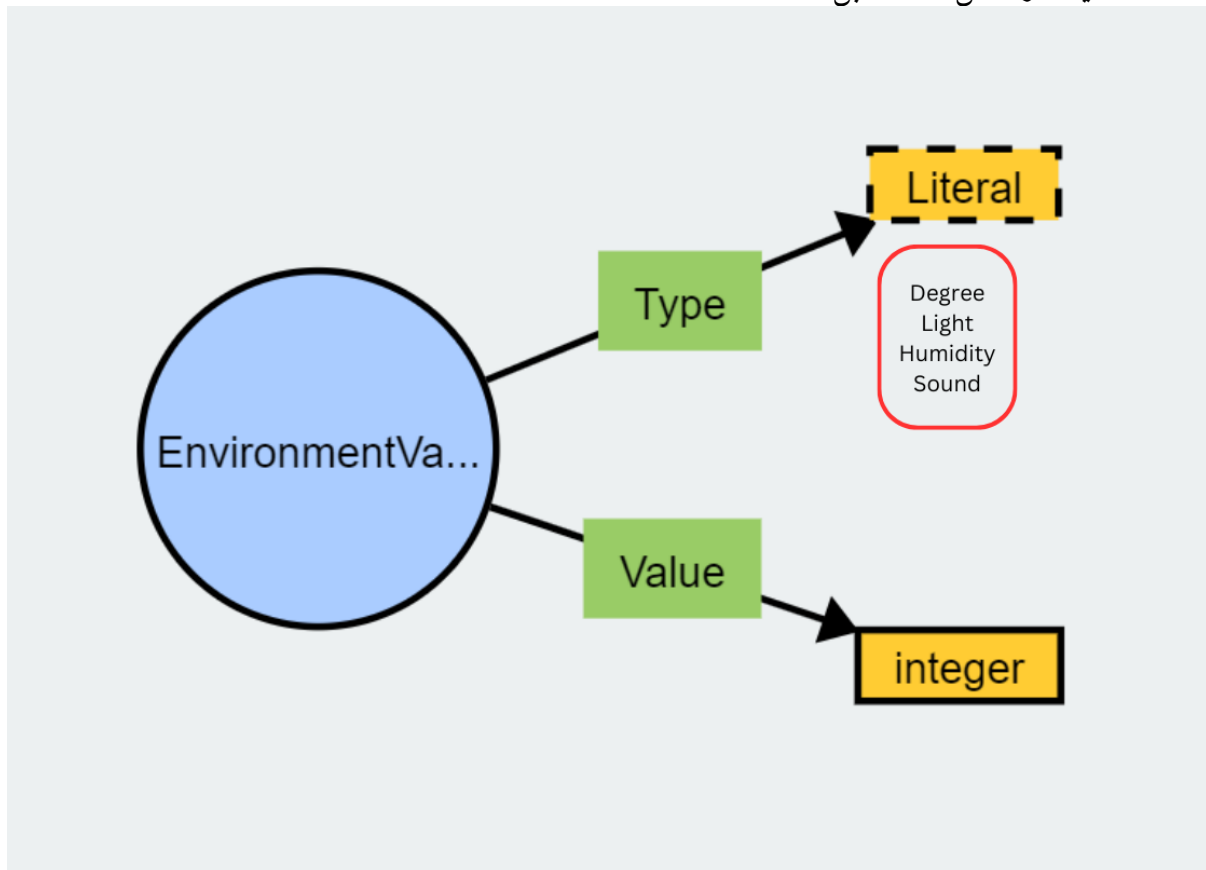 Literal
Type
Degree
Light
Humidity
Sound
EnvironmentVa...
Value
integer